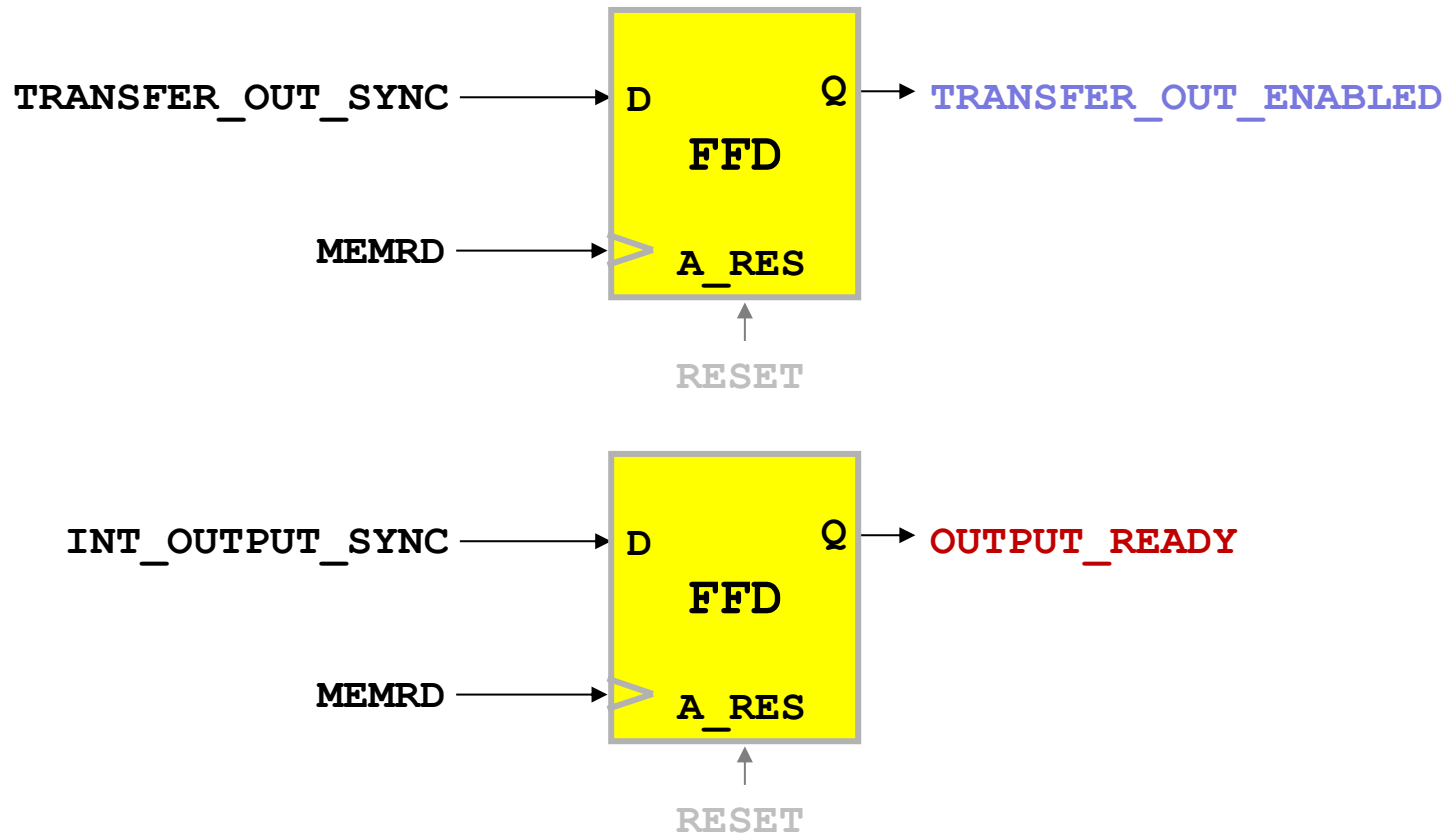 TRANSFER_OUT_SYNC D Q TRANSFER_OUT_ENABLED
FFD
MEMRD > A_RES
RESET
INT_OUTPUT_SYNC D Q OUTPUT_READY
FFD
MEMRD > A_RES
RESET